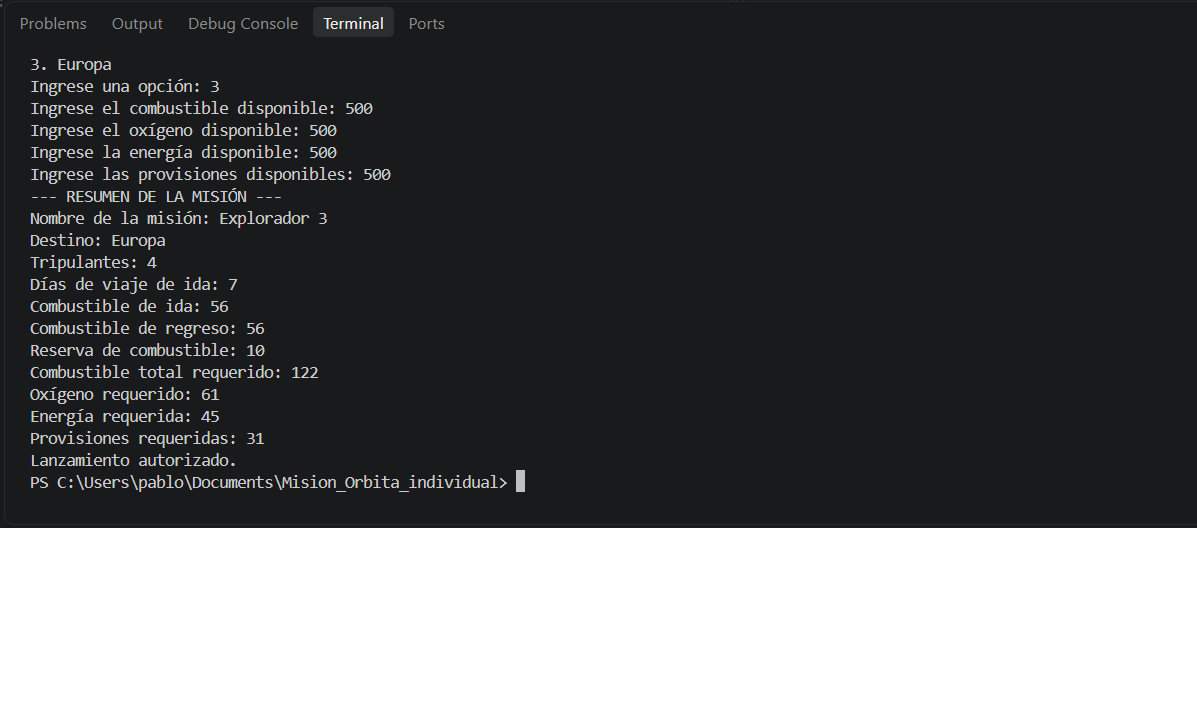 Problems Output Debug Console Terminal Ports
3. Europa
Ingrese una opción: 3
Ingrese el combustible disponible: 500
Ingrese el oxígeno disponible: 500
Ingrese la energía disponible: 500
Ingrese las provisiones disponibles: 500
--- RESUMEN DE LA MISIÓN ---
Nombre de la misión: Explorador 3
Destino: Europa
Tripulantes: 4
Días de viaje de ida: 7
Combustible de ida: 56
Combustible de regreso: 56
Reserva de combustible: 10
Combustible total requerido: 122
Oxígeno requerido: 61
Energía requerida: 45
Provisiones requeridas: 31
Lanzamiento autorizado.
PS C:\Users\pablo\Documents\Mision_Orbita_individual>